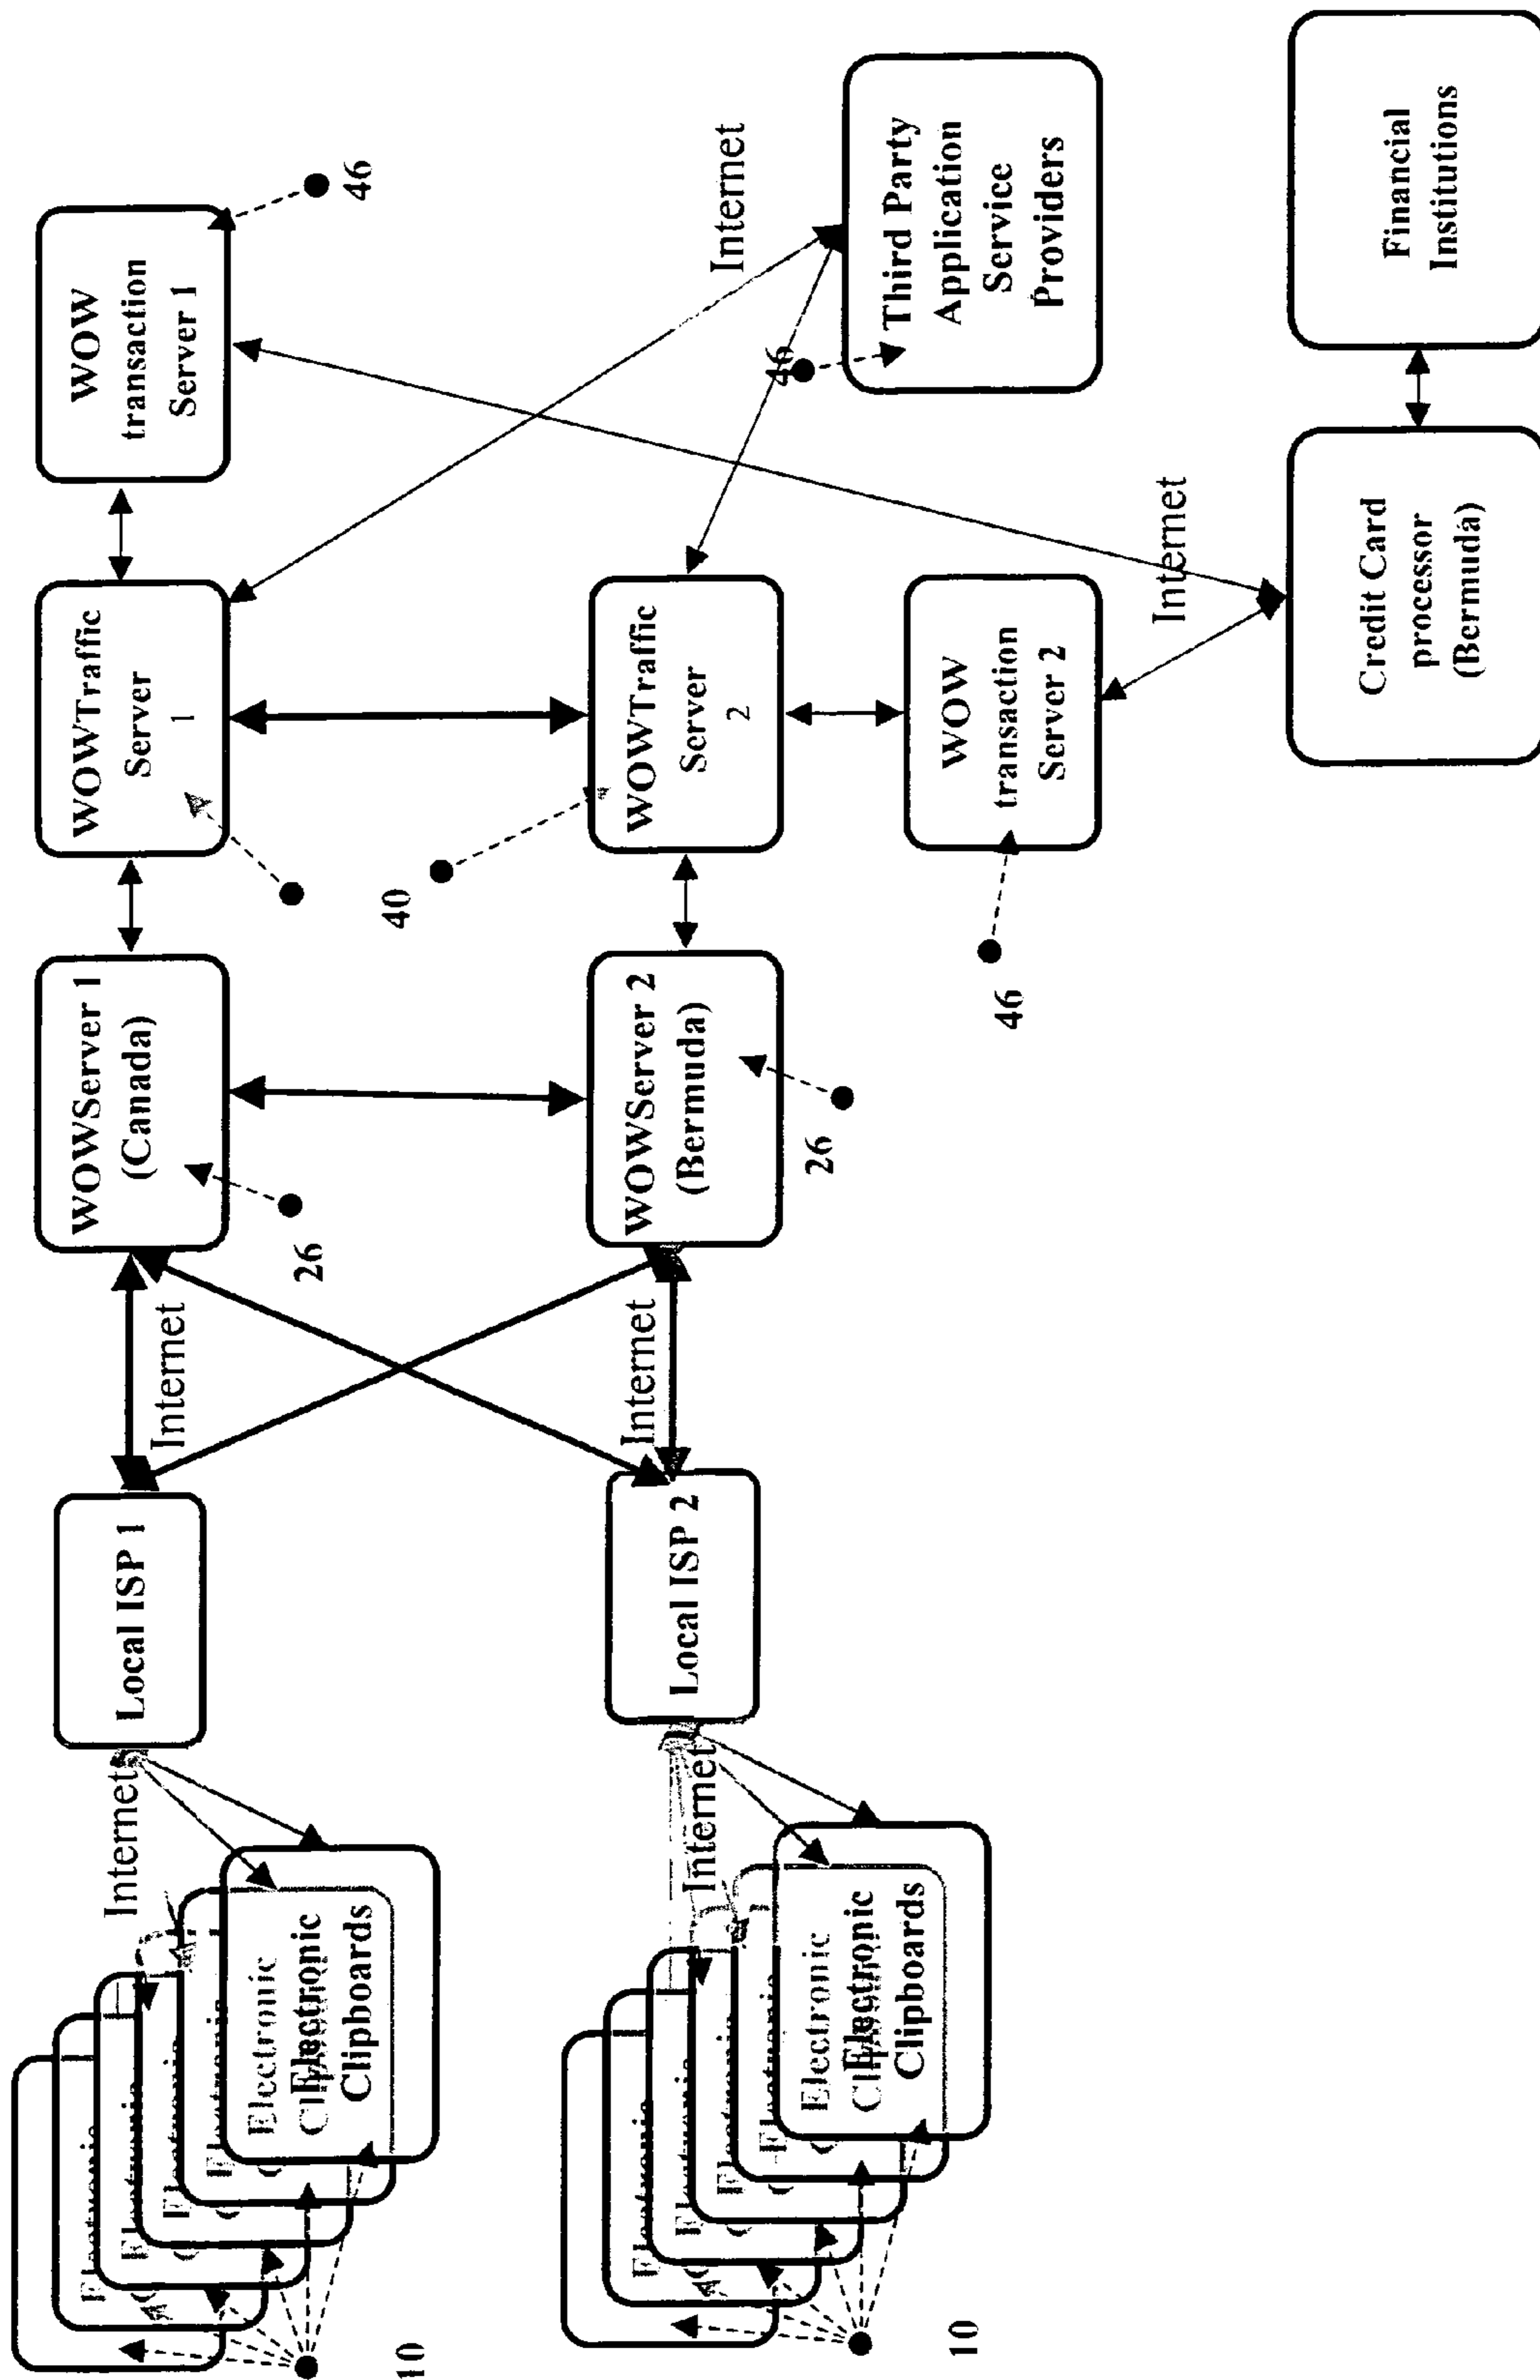 Electronic
Electronic
Clipboards
10
Internet
Local ISP 1
Internet
WOWServer 1
(Canada)
26
WOWTraffic
Server
1
WOW
transaction
Server 1
46
Electronic
Electronic
Clipboards
10
Internet
Local ISP 2
Internet
WOWServer 2
(Bermuda)
26
40
WOWTraffic
Server
2
Internet
46
WOW
transaction
Server 2
46
Third Party
Application
Service
Providers
Internet
Credit Card
processor
(Bermuda)
Financial
Institutions